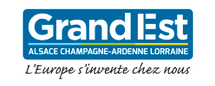 Grand Est
ALSACE CHAMPAGNE-ARDENNE LORRAINE
L'Europe s'invente chez nous